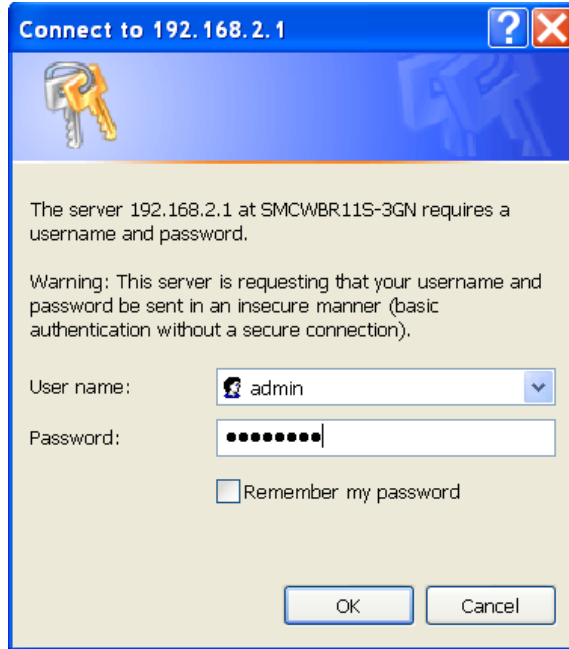 Connect to 192.168.2.1
The server 192.168.2.1 at SMCWBR11S-3GN requires a
username and password.
Warning: This server is requesting that your username and
password be sent in an insecure manner (basic
authentication without a secure connection).
User name:
admin
Password:
••••••••
Remember my password
OK
Cancel